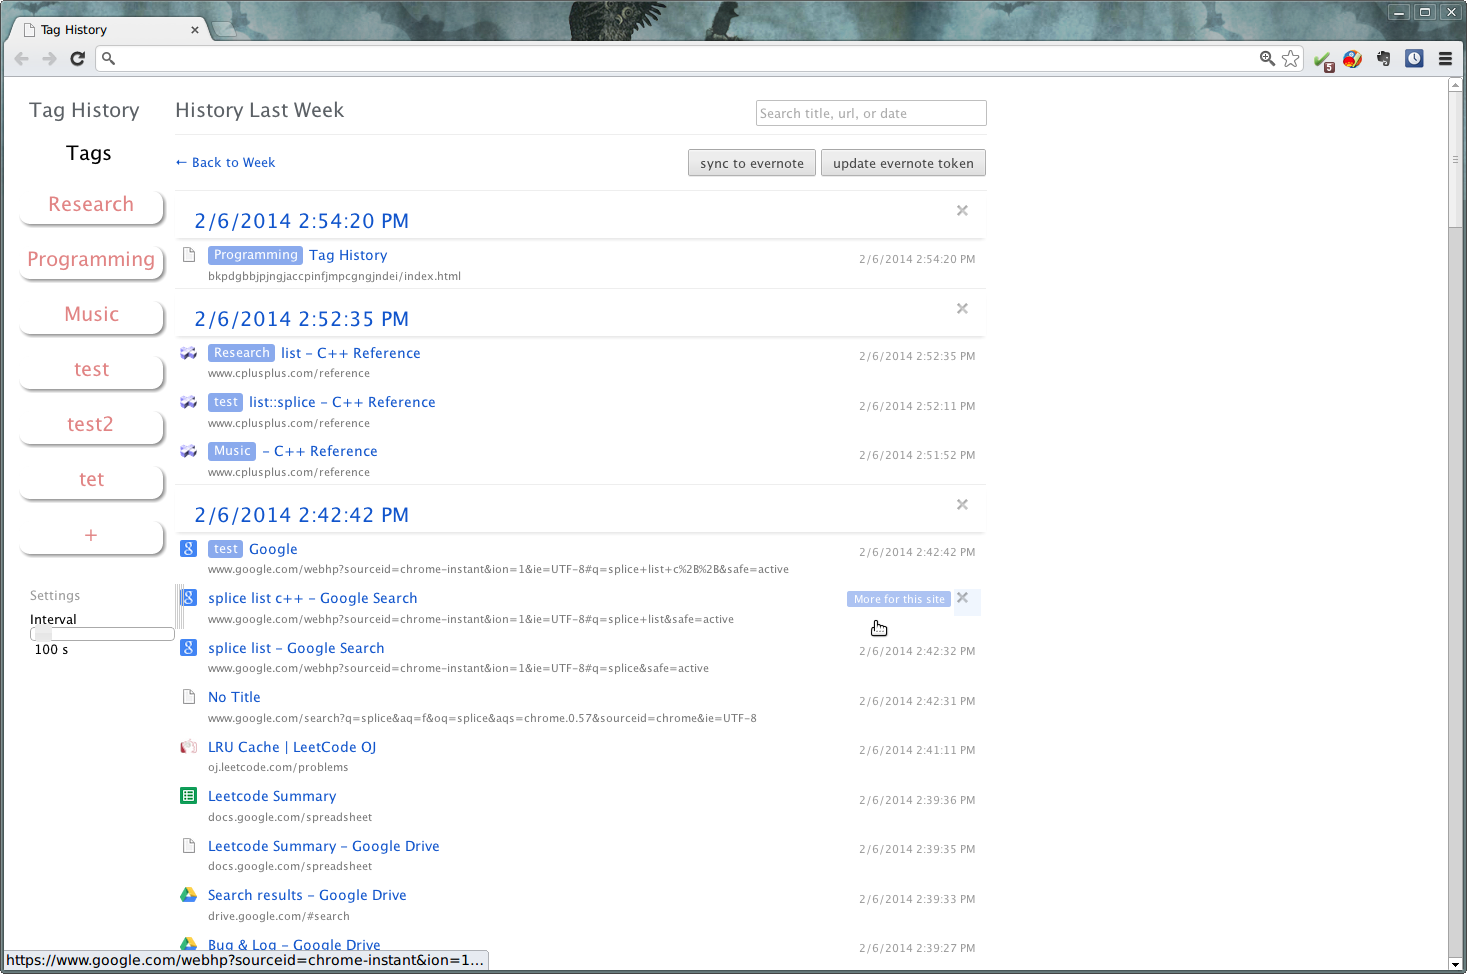 Tag History
5
Tag History
History Last Week
Search title, url, or date
Tags
← Back to Week
sync to evernote
update evernote token
Research
Programming
Music
test
test2
tet
+
Settings
Interval
100 s
2/6/2014 2:54:20 PM
Programming Tag History
2/6/2014 2:54:20 PM
bkpdgbbjpjngjaccpinfjmpcgngjndei/index.html
2/6/2014 2:52:35 PM
Research list – C++ Reference
2/6/2014 2:52:35 PM
www.cplusplus.com/reference
test list::splice – C++ Reference
2/6/2014 2:52:11 PM
www.cplusplus.com/reference
Music – C++ Reference
2/6/2014 2:51:52 PM
www.cplusplus.com/reference
2/6/2014 2:42:42 PM
test Google
2/6/2014 2:42:42 PM
www.google.com/webhp?sourceid=chrome-instant&ion=1&ie=UTF-8#q=splice+list+c%2B%2B&safe=active
splice list c++ – Google Search
More for this site
www.google.com/webhp?sourceid=chrome-instant&ion=1&ie=UTF-8#q=splice+list&safe=active
splice list – Google Search
2/6/2014 2:42:32 PM
www.google.com/webhp?sourceid=chrome-instant&ion=1&ie=UTF-8#q=splice&safe=active
No Title
2/6/2014 2:42:31 PM
www.google.com/search?q=splice&aq=f&oq=splice&aqs=chrome.0.57&sourceid=chrome&ie=UTF-8
LRU Cache | LeetCode OJ
2/6/2014 2:41:11 PM
oj.leetcode.com/problems
Leetcode Summary
2/6/2014 2:39:36 PM
docs.google.com/spreadsheet
Leetcode Summary – Google Drive
2/6/2014 2:39:35 PM
docs.google.com/spreadsheet
Search results – Google Drive
2/6/2014 2:39:33 PM
drive.google.com/#search
Bug & Log – Google Drive
2/6/2014 2:39:27 PM
https://www.google.com/webhp?sourceid=chrome-instant&ion=1...